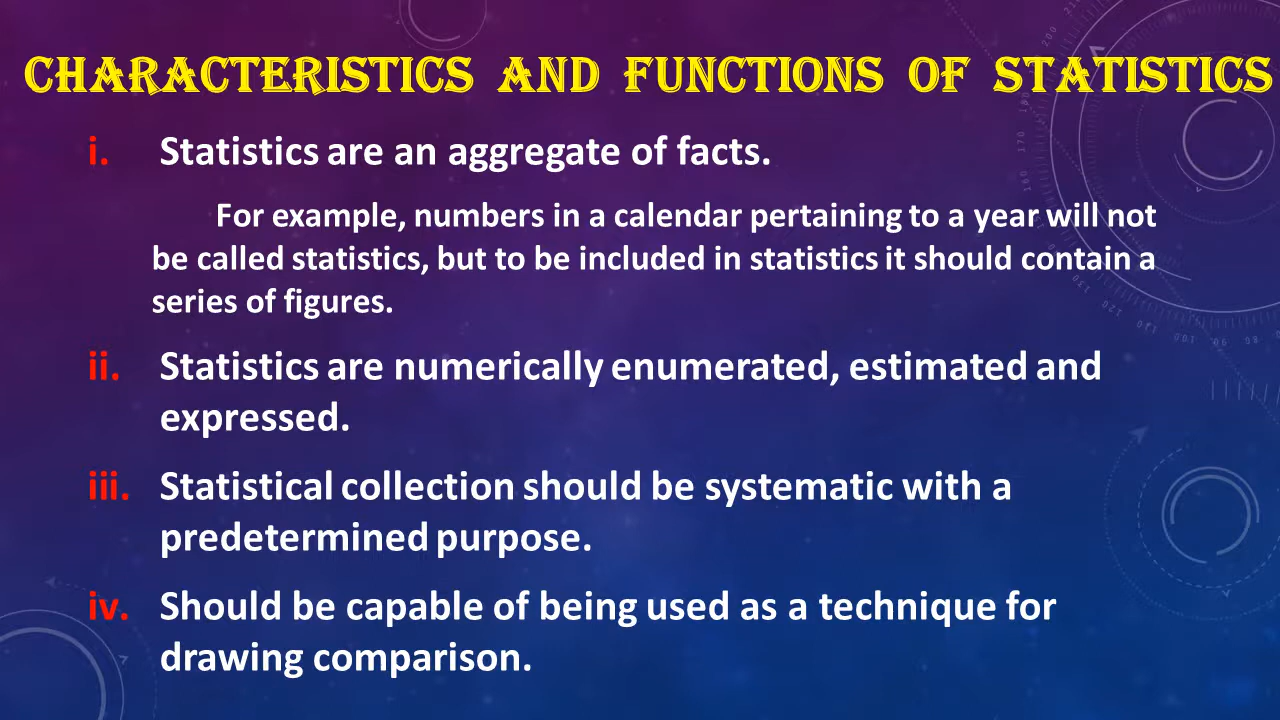 CHARACTERISTICS AND FUNCTIONS OF STATISTICS
i. Statistics are an aggregate of facts.
For example, numbers in a calendar pertaining to a year will not
be called statistics, but to be included in statistics it should contain a
series of figures.
ii. Statistics are numerically enumerated, estimated and
expressed.
iii. Statistical collection should be systematic with a
predetermined purpose.
iv. Should be capable of being used as a technique for
drawing comparison.